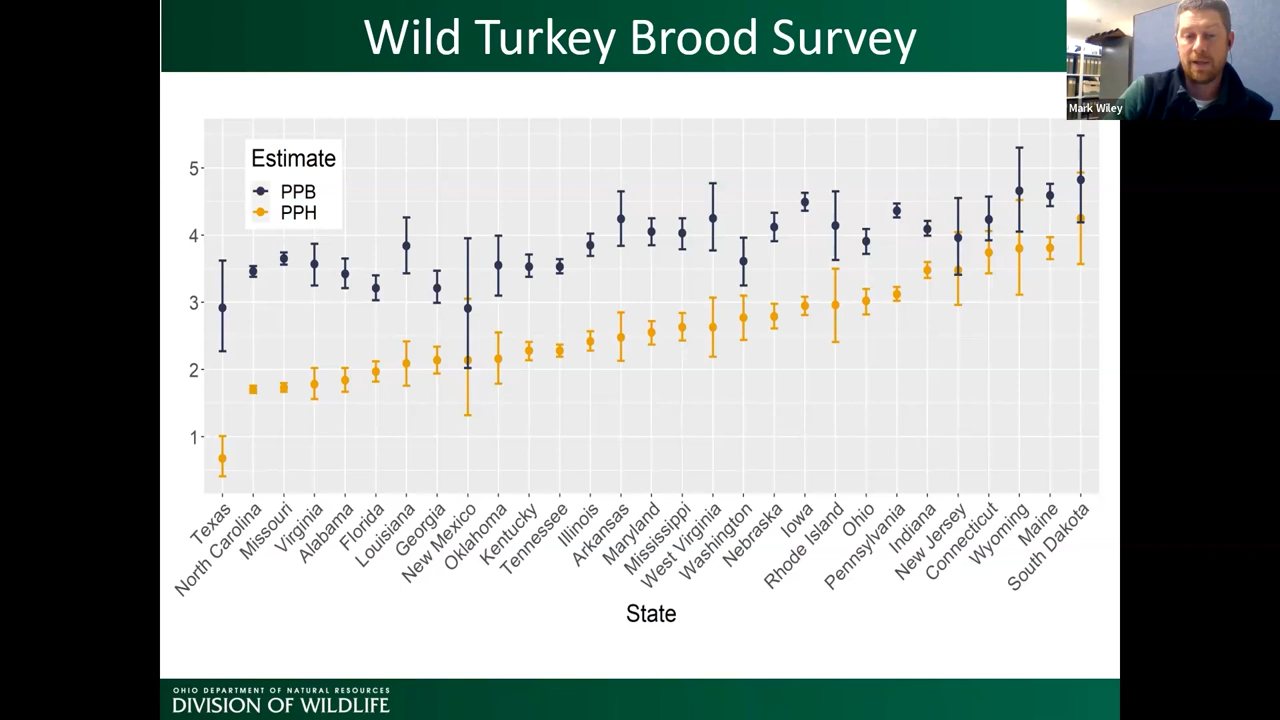 Wild Turkey Brood Survey
Mark Wiley
Estimate
PPB
PPH
5
4
3
2
1
Texas
North Carolina
Missouri
Virginia
Alabama
Florida
Louisiana
Georgia
New Mexico
Oklahoma
Kentucky
Tennessee
Illinois
Arkansas
Maryland
Mississippi
West Virginia
Washington
Nebraska
Iowa
Rhode Island
Ohio
Pennsylvania
Indiana
New Jersey
Connecticut
Wyoming
Maine
South Dakota
State
OHIO DEPARTMENT OF NATURAL RESOURCES
DIVISION OF WILDLIFE